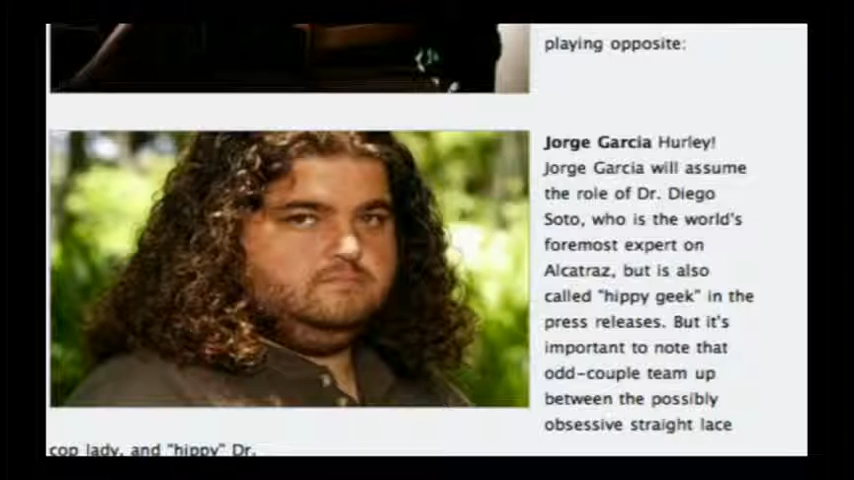 playing opposite:
Jorge Garcia Hurley!
Jorge Garcia will assume
the role of Dr. Diego
Soto, who is the world's
foremost expert on
Alcatraz, but is also
called "hippy geek" in the
press releases. But it's
important to note that
odd-couple team up
between the possibly
obsessive straight lace
cop lady, and "hippy" Dr.